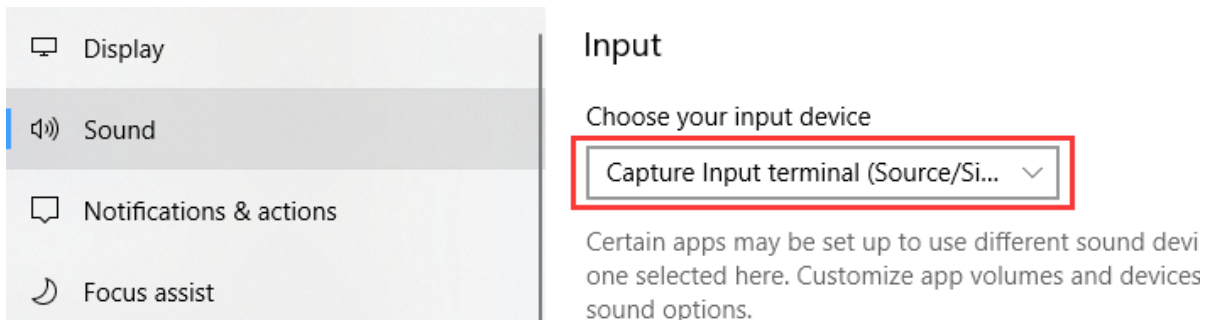 Display
Sound
Notifications & actions
Focus assist
Input
Choose your input device
Capture Input terminal (Source/Si...
Certain apps may be set up to use different sound devi
one selected here. Customize app volumes and devices
sound options.